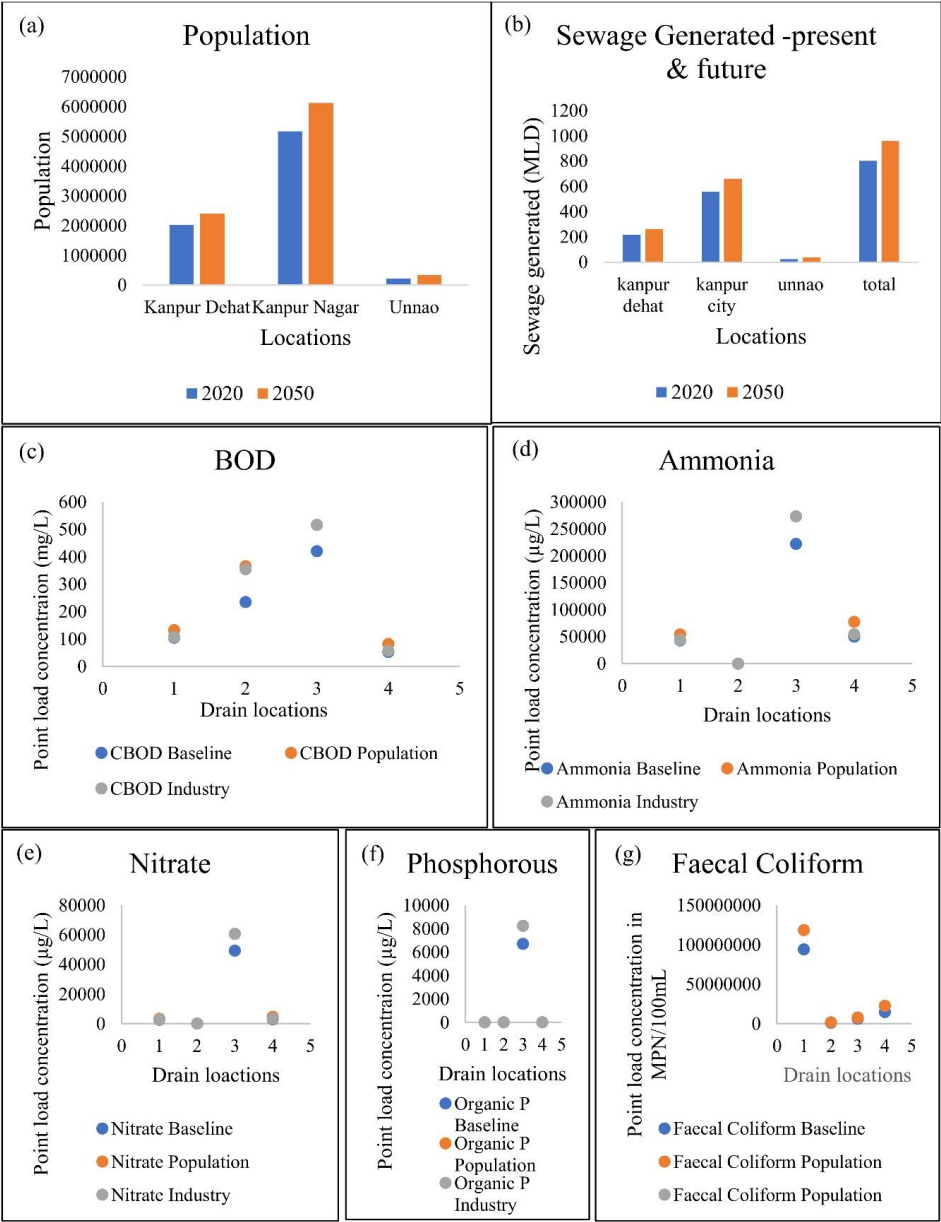 (a)
Population
Population
7000000
6000000
5000000
4000000
3000000
2000000
1000000
0
Kanpur Dehat Kanpur Nagar Unnao
Locations
2020 2050
(b)
Sewage Generated -present
& future
Sewage generated (MLD)
1200
1000
800
600
400
200
0
kanpur dehat
kanpur city
unnao
total
Locations
2020 2050
(c)
BOD
Point load concentraion (mg/L)
600
500
400
300
200
100
0
0 1 2 3 4 5
Drain locations
CBOD Baseline CBOD Population
CBOD Industry
(d)
Ammonia
Point load concentration (µg/L)
300000
250000
200000
150000
100000
50000
0
0 1 2 3 4 5
Drain locations
Ammonia Baseline Ammonia Population
Ammonia Industry
(e)
Nitrate
Point load concentration (µg/L)
80000
60000
40000
20000
0
0 1 2 3 4 5
Drain loactions
Nitrate Baseline
Nitrate Population
Nitrate Industry
(f)
Phosphorous
Point load concentration (µg/L)
10000
8000
6000
4000
2000
0
0 1 2 3 4 5
Drain locations
Organic P
Baseline
Organic P
Population
Organic P
Industry
(g)
Faecal Coliform
Point load concentration in
MPN/100mL
150000000
100000000
50000000
0
0 1 2 3 4 5
Drain locations
Faecal Coliform Baseline
Faecal Coliform Population
Faecal Coliform Population